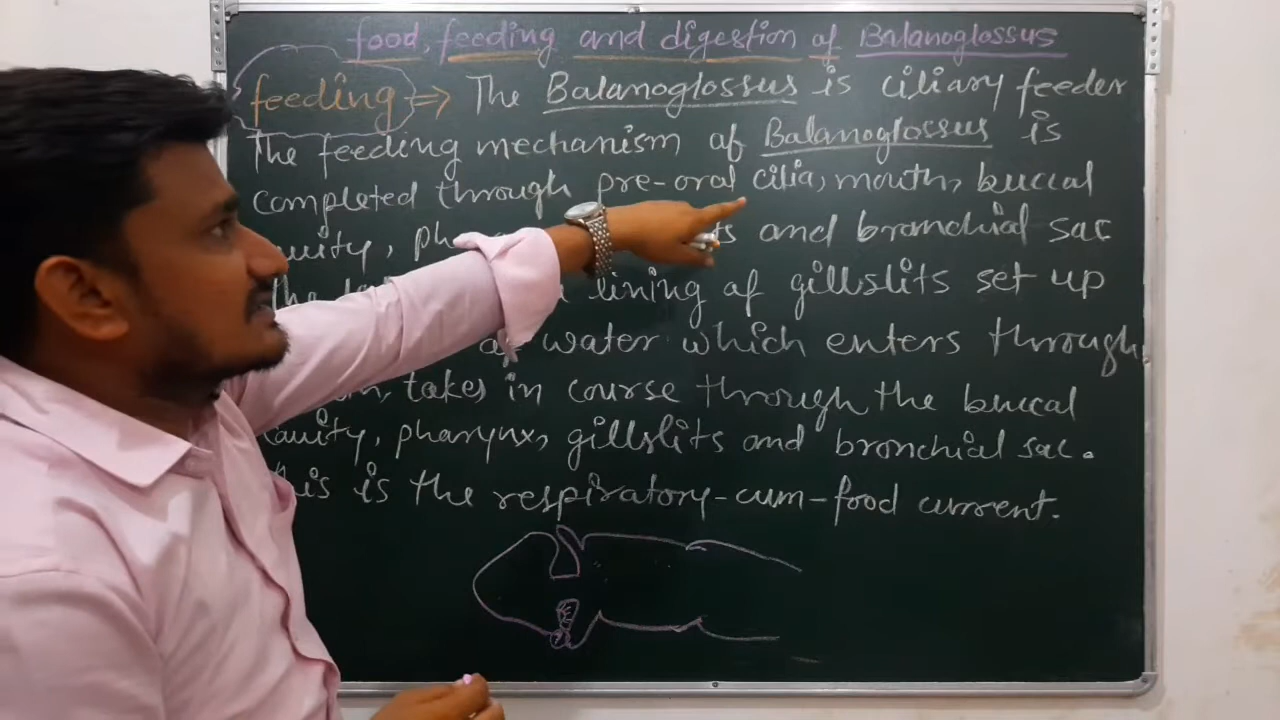 food, feeding and digestion of Balanoglossus
feeding => The Balanoglossus is ciliary feeder
The feeding mechanism of Balanoglossus is
completed through pre-oral cilia, mouth, buccal
and bronchial sac
lining of gillslits set up
water which enters through
takes in course through the buccal
cavity, pharynx, gillslits and bronchial sac.
This is the respiratory-cum-food current.